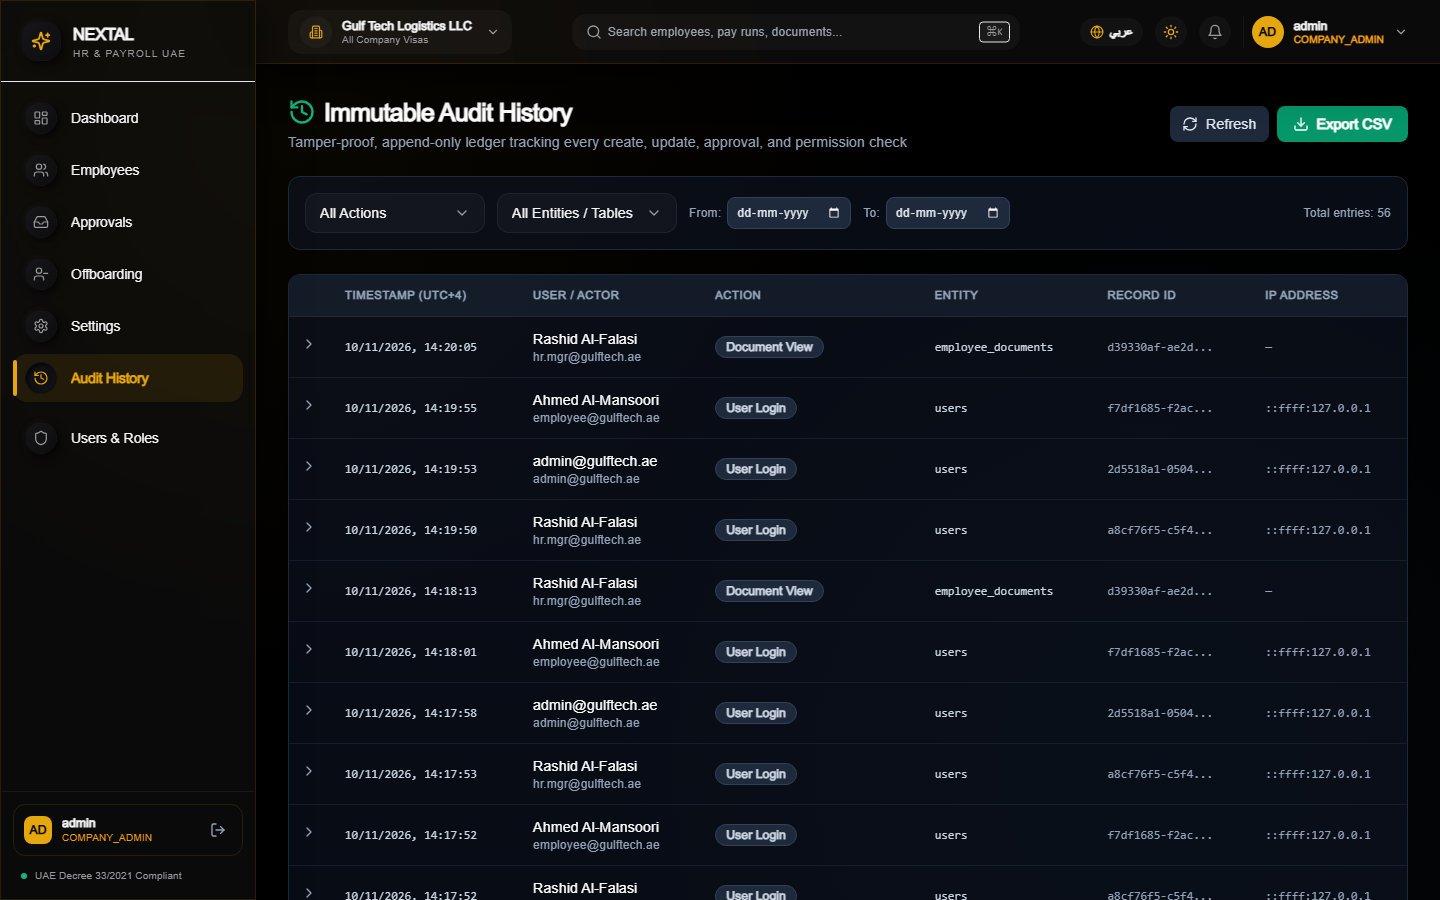 NEXTAL
HR & PAYROLL UAE
Dashboard
Employees
Approvals
Offboarding
Settings
Audit History
Users & Roles
AD
admin
COMPANY_ADMIN
UAE Decree 33/2021 Compliant
Gulf Tech Logistics LLC
All Company Visas
Search employees, pay runs, documents...
⌘K
عربي
AD
admin
COMPANY_ADMIN
Immutable Audit History
Tamper-proof, append-only ledger tracking every create, update, approval, and permission check
Refresh
Export CSV
All Actions
All Entities / Tables
From: dd-mm-yyyy
To: dd-mm-yyyy
Total entries: 56
TIMESTAMP (UTC+4) USER / ACTOR ACTION ENTITY RECORD ID IP ADDRESS
Rashid Al-Falasi
10/11/2026, 14:20:05 Document View employee_documents d39330af-ae2d... —
hr.mgr@gulftech.ae
Ahmed Al-Mansoori
10/11/2026, 14:19:55 User Login users f7df1685-f2ac... ::ffff:127.0.0.1
employee@gulftech.ae
admin@gulftech.ae
10/11/2026, 14:19:53 User Login users 2d5518a1-0504... ::ffff:127.0.0.1
admin@gulftech.ae
Rashid Al-Falasi
10/11/2026, 14:19:50 User Login users a8cf76f5-c5f4... ::ffff:127.0.0.1
hr.mgr@gulftech.ae
Rashid Al-Falasi
10/11/2026, 14:18:13 Document View employee_documents d39330af-ae2d... —
hr.mgr@gulftech.ae
Ahmed Al-Mansoori
10/11/2026, 14:18:01 User Login users f7df1685-f2ac... ::ffff:127.0.0.1
employee@gulftech.ae
admin@gulftech.ae
10/11/2026, 14:17:58 User Login users 2d5518a1-0504... ::ffff:127.0.0.1
admin@gulftech.ae
Rashid Al-Falasi
10/11/2026, 14:17:53 User Login users a8cf76f5-c5f4... ::ffff:127.0.0.1
hr.mgr@gulftech.ae
Ahmed Al-Mansoori
10/11/2026, 14:17:52 User Login users f7df1685-f2ac... ::ffff:127.0.0.1
employee@gulftech.ae
Rashid Al-Falasi
10/11/2026, 14:17:52 User Login users a8cf76f5-c5f4... ::ffff:127.0.0.1